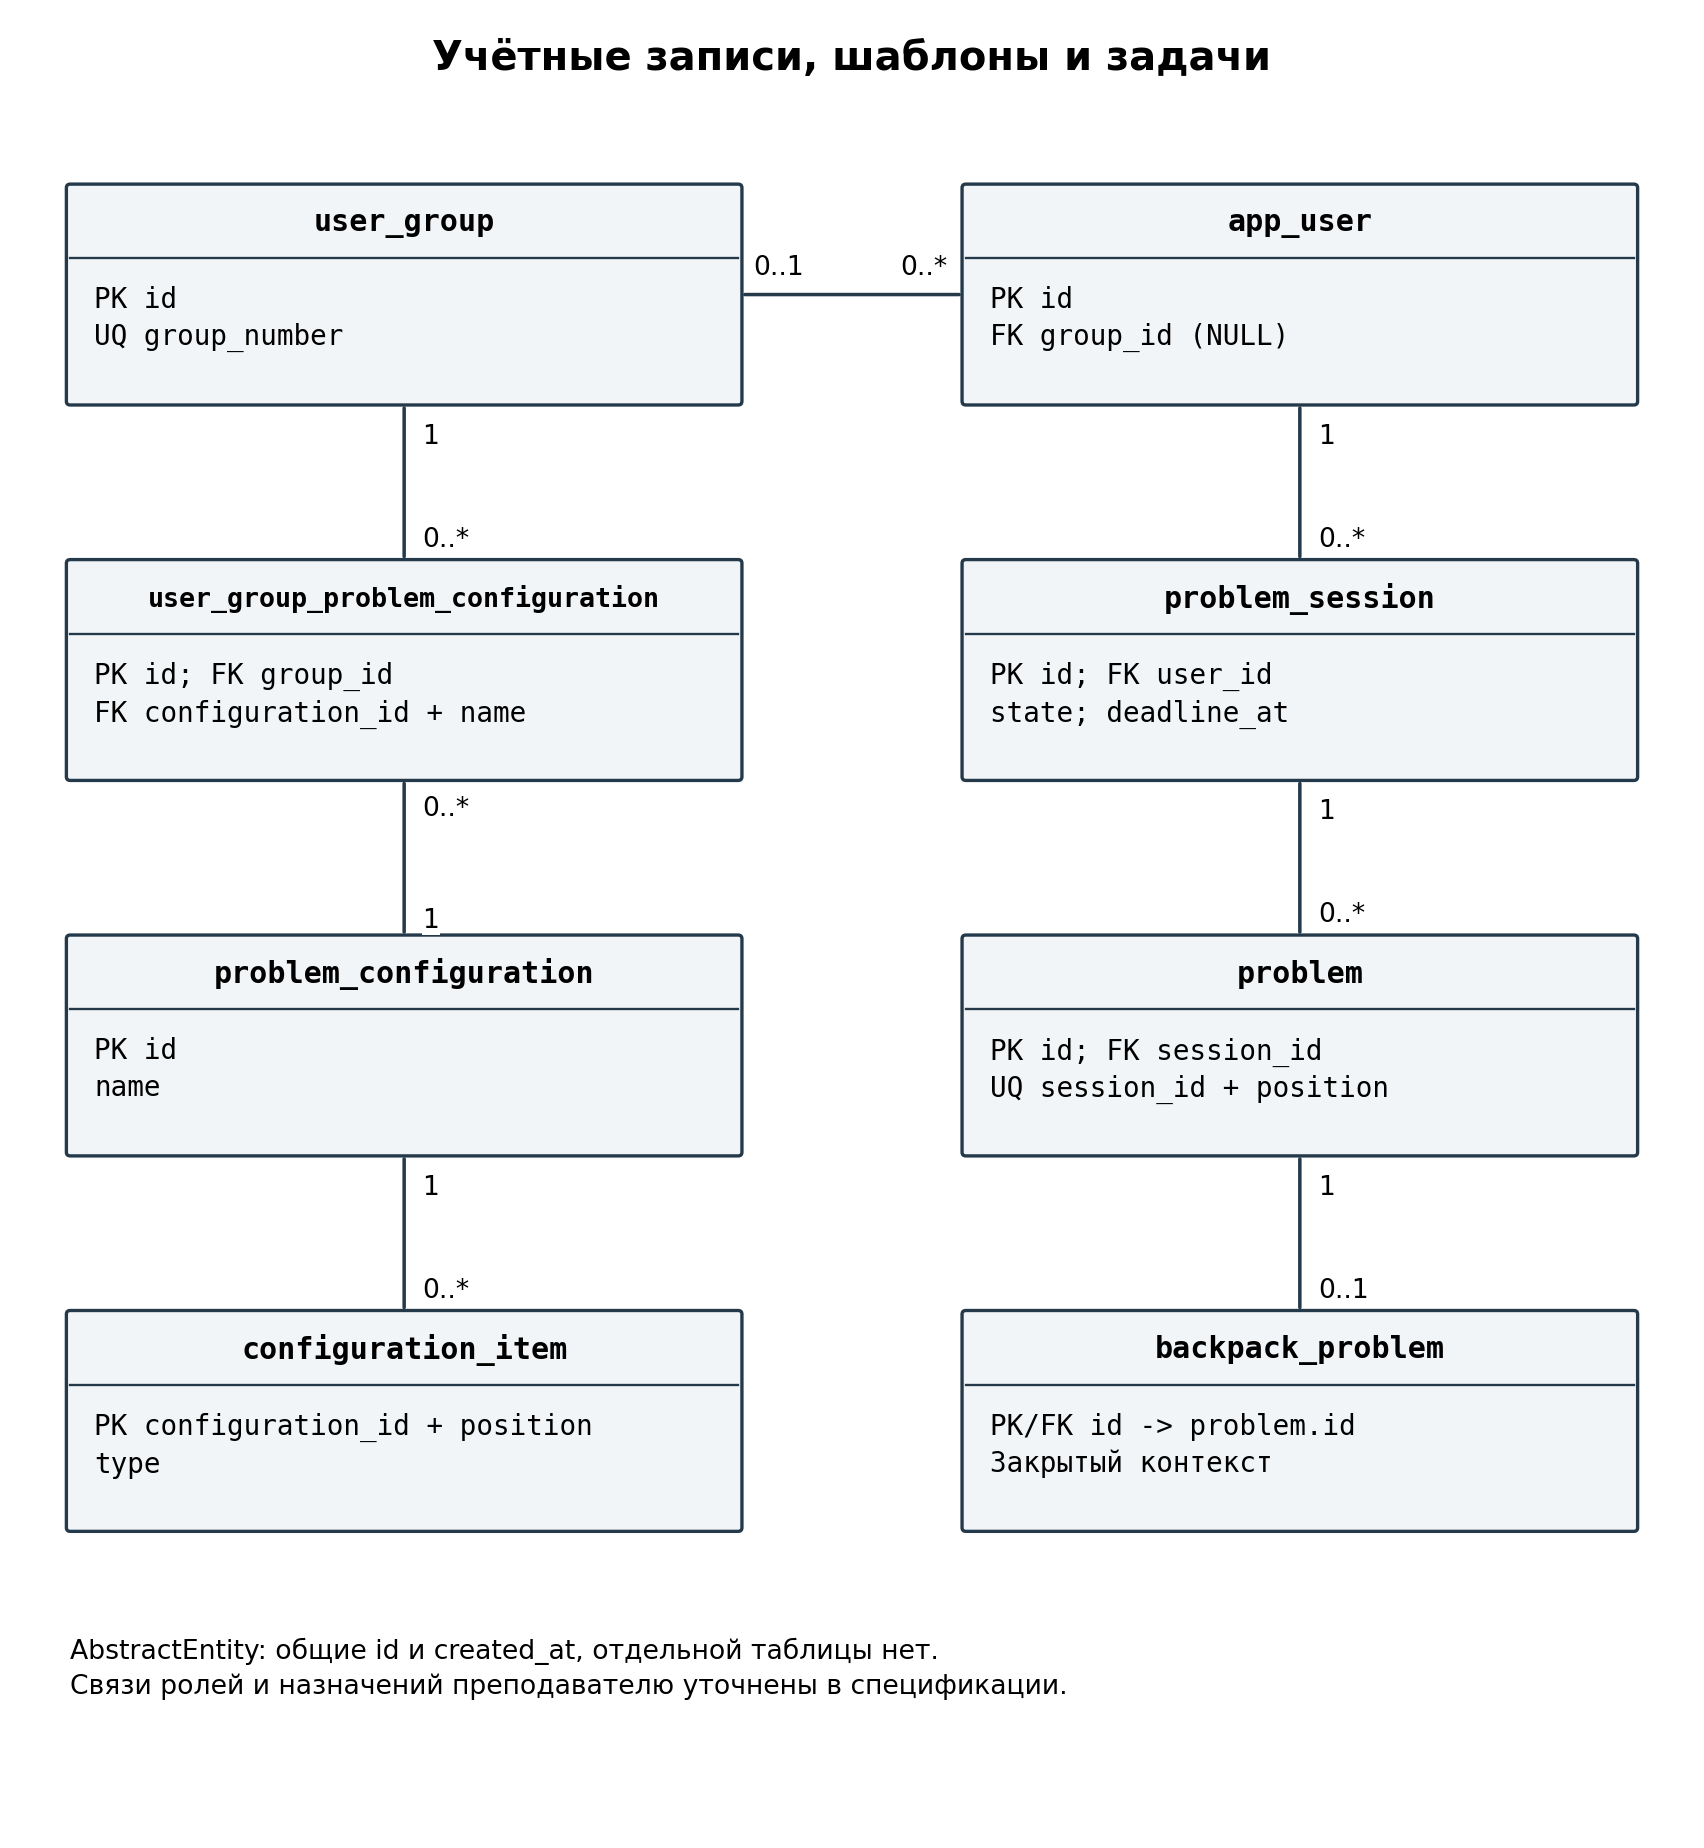 Учётные записи, шаблоны и задачи
user_group
PK id
UQ group_number
0..1
0..*
app_user
PK id
FK group_id (NULL)
1
0..*
1
0..*
user_group_problem_configuration
PK id; FK group_id
FK configuration_id + name
problem_session
PK id; FK user_id
state; deadline_at
0..*
1
1
0..*
problem_configuration
PK id
name
problem
PK id; FK session_id
UQ session_id + position
1
0..*
1
0..1
configuration_item
PK configuration_id + position
type
backpack_problem
PK/FK id -> problem.id
Закрытый контекст
AbstractEntity: общие id и created_at, отдельной таблицы нет.
Связи ролей и назначений преподавателю уточнены в спецификации.